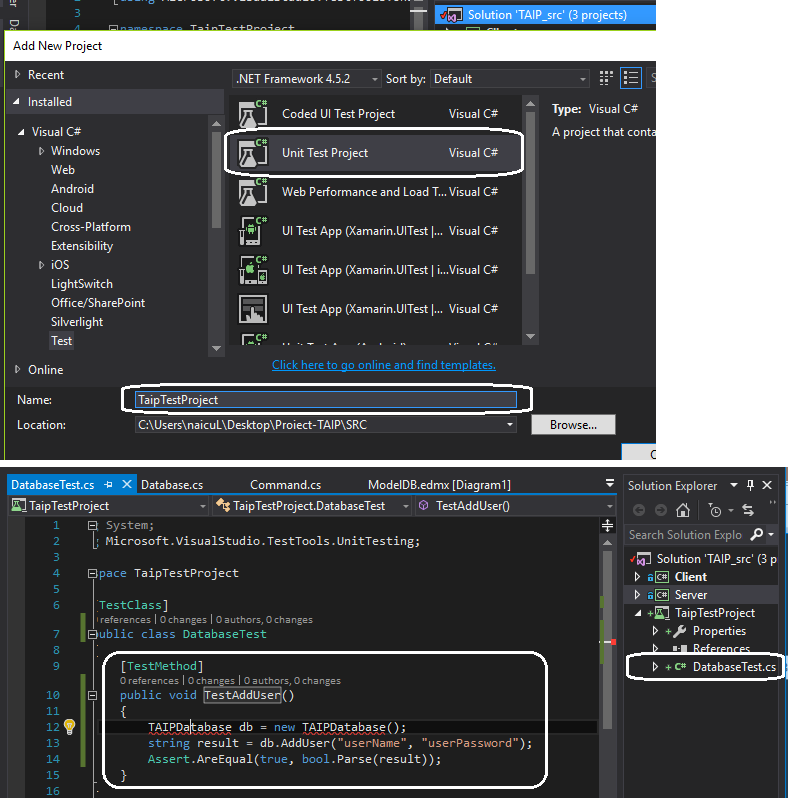 3
Solution 'TAIP_src' (3 projects)
Add New Project
Recent
.NET Framework 4.5.2 Sort by: Default
Installed
Visual C#
Windows
Web
Android
Cloud
Cross-Platform
Extensibility
iOS
LightSwitch
Office/SharePoint
Silverlight
Test
Online
Coded UI Test Project Visual C#
Unit Test Project Visual C#
Web Performance and Load T... Visual C#
UI Test App (Xamarin.UITest |... Visual C#
UI Test App (Xamarin.UITest | i... Visual C#
UI Test App (Xamarin.UITest |... Visual C#
Type: Visual C#
A project that conta
Click here to go online and find templates.
Name: TaipTestProject
Location: C:\Users\naicuL\Desktop\Proiect-TAIP\SRC Browse...
DatabaseTest.cs Database.cs Command.cs ModelDB.edmx [Diagram1]
TaipTestProject TaipTestProject.DatabaseTest TestAddUser()
1 System;
2 Microsoft.VisualStudio.TestTools.UnitTesting;
3
4 pace TaipTestProject
5
6 TestClass]
references | 0 changes | 0 authors, 0 changes
7 ublic class DatabaseTest
8
9 [TestMethod]
0 references | 0 changes | 0 authors, 0 changes
10 public void TestAddUser()
11 {
12 TAIPDatabase db = new TAIPDatabase();
13 string result = db.AddUser("userName", "userPassword");
14 Assert.AreEqual(true, bool.Parse(result));
15 }
16
Solution Explorer
Search Solution Explo
Solution 'TAIP_src' (3 p
Client
Server
TaipTestProject
Properties
References
DatabaseTest.cs